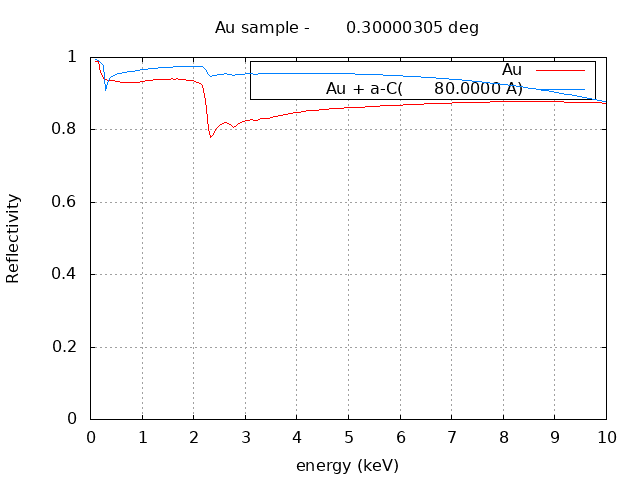 Au sample - 0.30000305 deg
Au
Au + a-C( 80.0000 A)
1
0.8
0.6
0.4
0.2
0
Reflectivity
0 1 2 3 4 5 6 7 8 9 10
energy (keV)